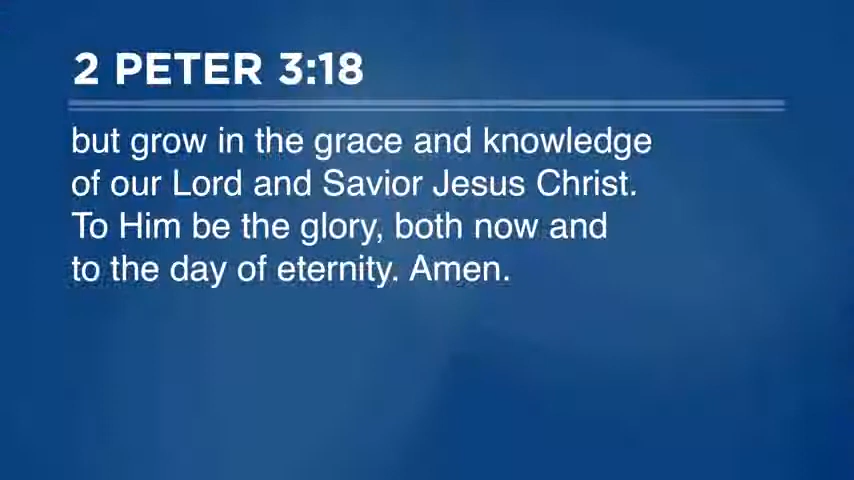 2 PETER 3:18
but grow in the grace and knowledge
of our Lord and Savior Jesus Christ.
To Him be the glory, both now and
to the day of eternity. Amen.